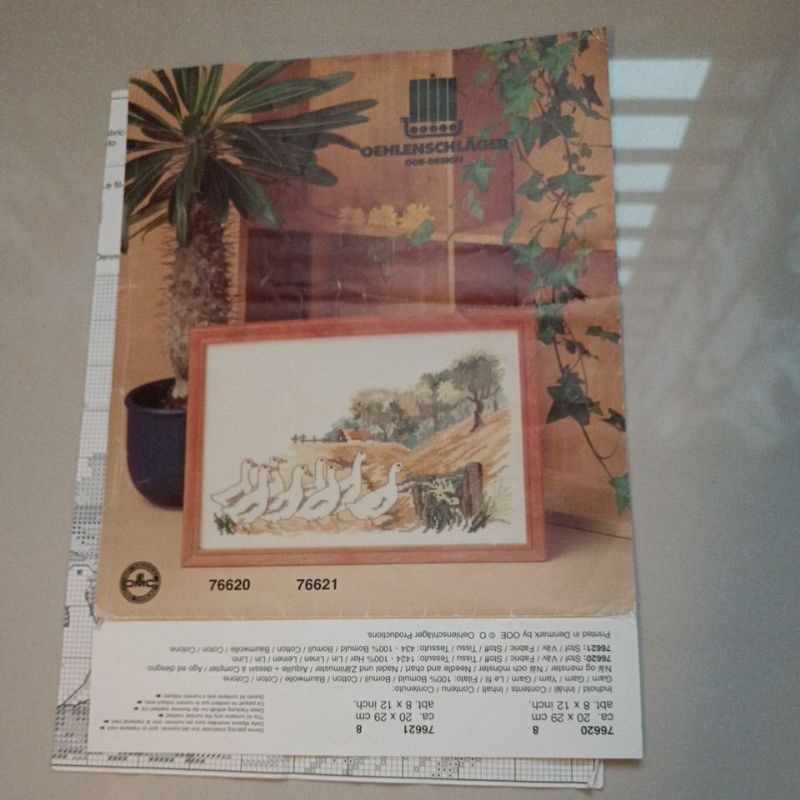 OEHLENSCHLÄGER
OOE-DESIGN
DMC
76620 76621
76620 8
ca. 20 x 29 cm
abt. 8 x 12 inch.
76621 8
ca. 20 x 29 cm
abt. 8 x 12 inch.
Indhold / Innehåll / Contents / Inhalt / Contenu / Contenuto:
Garn / Garn / Yarn / Garn / Le fil / Filato: 100% Bomuld / Bomull / Cotton / Baumwolle / Coton / Cotone.
Nål og mønster / Nål och mönster / Needle and chart / Nadel und Zählmuster / Aiguille + dessin à Compter / Ago ed disegno.
76620: Stof / Väv / Fabric / Stoff / Tissu / Tessuto: 1424 - 100% Hør / Lin / Linen / Leinen / Lin / Lino.
76621: Stof / Väv / Fabric / Stoff / Tissu / Tessuto: 434 - 100% Bomuld / Bomull / Cotton / Baumwolle / Coton / Cotone.
Printed in Denmark by OOE © O. Oehlenschläger Productions.